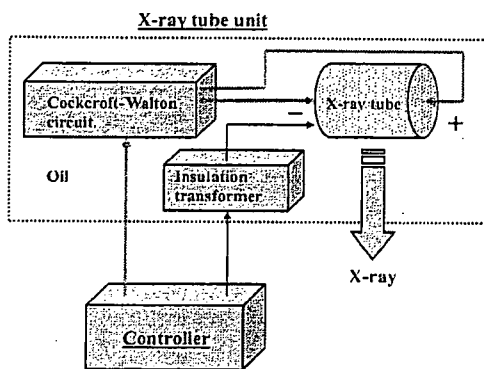 X-ray tube unit
Cockcroft-Walton
circuit
X-ray tube
−
+
Oil
Insulation
transformer
X-ray
Controller